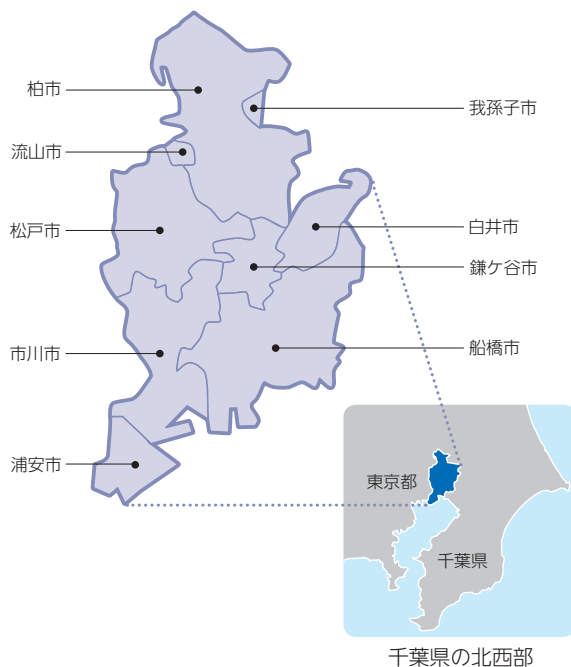 柏市
我孫子市
流山市
松戸市
白井市
鎌ケ谷市
市川市
船橋市
浦安市
東京都
千葉県
千葉県の北西部